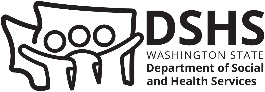 DSHS
WASHINGTON STATE
Department of Social
and Health Services